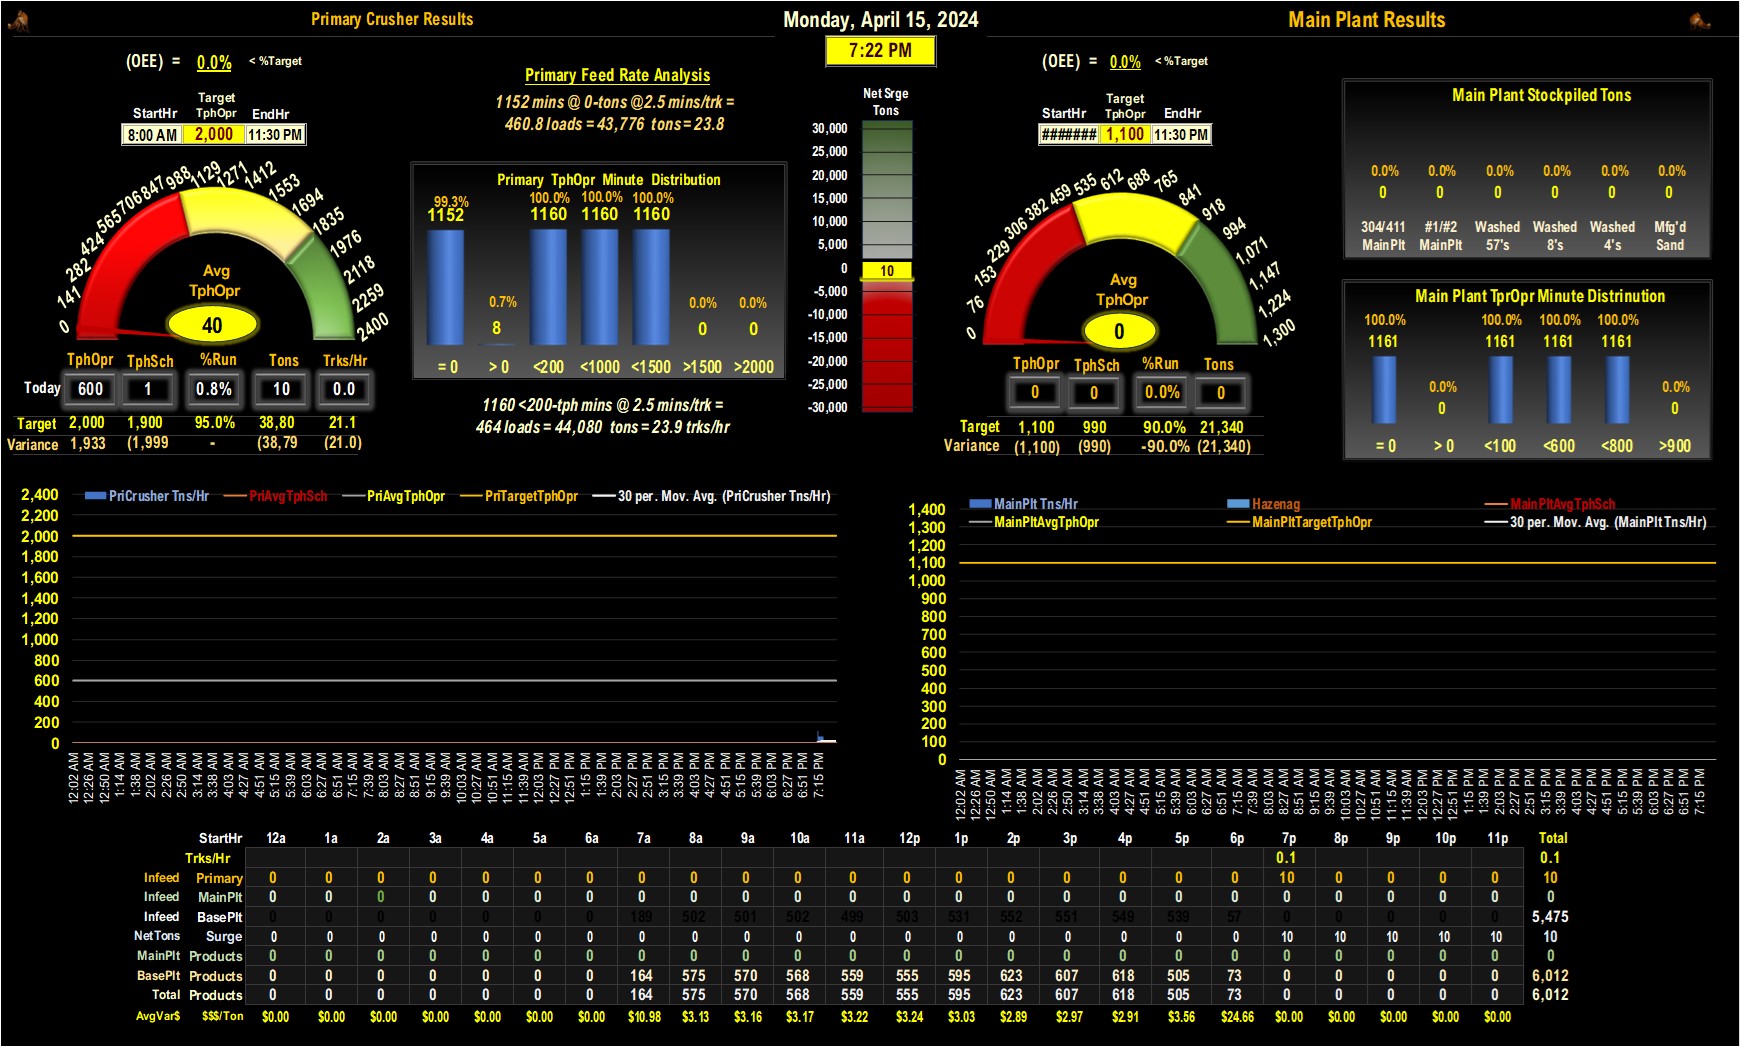 Primary Crusher Results
Monday, April 15, 2024
Main Plant Results
7:22 PM
(OEE) = 0.0% < %Target
StartHr Target TphOpr EndHr
8:00 AM 2,000 11:30 PM
0 141 282 424 565 706 847 988 1129 1271 1412 1553 1694 1835 1976 2118 2259 2400
Avg
TphOpr
40
TphOpr TphSch %Run Tons Trks/Hr
Today 600 1 0.8% 10 0.0
Target 2,000 1,900 95.0% 38,80 21.1
Variance 1,933 (1,999 - (38,79 (21.0)
Primary Feed Rate Analysis
1152 mins @ 0-tons @2.5 mins/trk =
460.8 loads = 43,776 tons = 23.8
Primary TphOpr Minute Distribution
99.3% 0.7% 100.0% 100.0% 100.0% 0.0% 0.0%
1152 8 1160 1160 1160 0 0
= 0 > 0 <200 <1000 <1500 >1500 >2000
1160 <200-tph mins @ 2.5 mins/trk =
464 loads = 44,080 tons = 23.9 trks/hr
Net Srge
Tons
30,000
25,000
20,000
15,000
10,000
5,000
0 10
-5,000
-10,000
-15,000
-20,000
-25,000
-30,000
(OEE) = 0.0% < %Target
StartHr Target TphOpr EndHr
####### 1,100 11:30 PM
0 76 153 229 306 382 459 535 612 688 765 841 918 994 1,071 1,147 1,224 1,300
Avg
TphOpr
0
TphOpr TphSch %Run Tons
0 0 0.0% 0
Target 1,100 990 90.0% 21,340
Variance (1,100) (990) -90.0% (21,340)
Main Plant Stockpiled Tons
0.0% 0.0% 0.0% 0.0% 0.0% 0.0%
0 0 0 0 0 0
304/411 #1/#2 Washed Washed Washed Mfg'd
MainPlt MainPlt 57's 8's 4's Sand
Main Plant TprOpr Minute Distrinution
100.0% 0.0% 100.0% 100.0% 100.0% 0.0%
1161 0 1161 1161 1161 0
= 0 > 0 <100 <600 <800 >900
PriCrusher Tns/Hr PriAvgTphSch PriAvgTphOpr PriTargetTphOpr 30 per. Mov. Avg. (PriCrusher Tns/Hr)
2,400
2,200
2,000
1,800
1,600
1,400
1,200
1,000
800
600
400
200
0
12:02 AM 12:26 AM 12:50 AM 1:14 AM 1:38 AM 2:02 AM 2:26 AM 2:50 AM 3:14 AM 3:38 AM 4:03 AM 4:27 AM 4:51 AM 5:15 AM 5:39 AM 6:03 AM 6:27 AM 6:51 AM 7:15 AM 7:39 AM 8:03 AM 8:27 AM 8:51 AM 9:15 AM 9:39 AM 10:03 AM 10:27 AM 10:51 AM 11:15 AM 11:39 AM 12:03 PM 12:27 PM 12:51 PM 1:15 PM 1:39 PM 2:03 PM 2:27 PM 2:51 PM 3:15 PM 3:39 PM 4:03 PM 4:27 PM 4:51 PM 5:15 PM 5:39 PM 6:03 PM 6:27 PM 6:51 PM 7:15 PM
MainPlt Tns/Hr Hazenag MainPltAvgTphSch
MainPltAvgTphOpr MainPltTargetTphOpr 30 per. Mov. Avg. (MainPlt Tns/Hr)
1,400
1,300
1,200
1,100
1,000
900
800
700
600
500
400
300
200
100
0
12:02 AM 12:26 AM 12:50 AM 1:14 AM 1:38 AM 2:02 AM 2:26 AM 2:50 AM 3:14 AM 3:38 AM 4:03 AM 4:27 AM 4:51 AM 5:15 AM 5:39 AM 6:03 AM 6:27 AM 6:51 AM 7:15 AM 7:39 AM 8:03 AM 8:27 AM 8:51 AM 9:15 AM 9:39 AM 10:03 AM 10:27 AM 10:51 AM 11:15 AM 11:39 AM 12:03 PM 12:27 PM 12:51 PM 1:15 PM 1:39 PM 2:03 PM 2:27 PM 2:51 PM 3:15 PM 3:39 PM 4:03 PM 4:27 PM 4:51 PM 5:15 PM 5:39 PM 6:03 PM 6:27 PM 6:51 PM 7:15 PM
StartHr 12a 1a 2a 3a 4a 5a 6a 7a 8a 9a 10a 11a 12p 1p 2p 3p 4p 5p 6p 7p 8p 9p 10p 11p Total
Trks/Hr 0.1 0.1
Infeed Primary 0 0 0 0 0 0 0 0 0 0 0 0 0 0 0 0 0 0 0 10 0 0 0 0 10
Infeed MainPlt 0 0 0 0 0 0 0 0 0 0 0 0 0 0 0 0 0 0 0 0 0 0 0 0 0
Infeed BasePlt 0 0 0 0 0 0 0 189 502 501 502 499 503 531 552 551 549 539 57 0 0 0 0 0 5,475
NetTons Surge 0 0 0 0 0 0 0 0 0 0 0 0 0 0 0 0 0 0 0 10 10 10 10 10 10
MainPlt Products 0 0 0 0 0 0 0 0 0 0 0 0 0 0 0 0 0 0 0 0 0 0 0 0 0
BasePlt Products 0 0 0 0 0 0 0 164 575 570 568 559 555 595 623 607 618 505 73 0 0 0 0 0 6,012
Total Products 0 0 0 0 0 0 0 164 575 570 568 559 555 595 623 607 618 505 73 0 0 0 0 0 6,012
AvgVar$ $$$/Ton $0.00 $0.00 $0.00 $0.00 $0.00 $0.00 $0.00 $10.98 $3.13 $3.16 $3.17 $3.22 $3.24 $3.03 $2.89 $2.97 $2.91 $3.56 $24.66 $0.00 $0.00 $0.00 $0.00 $0.00